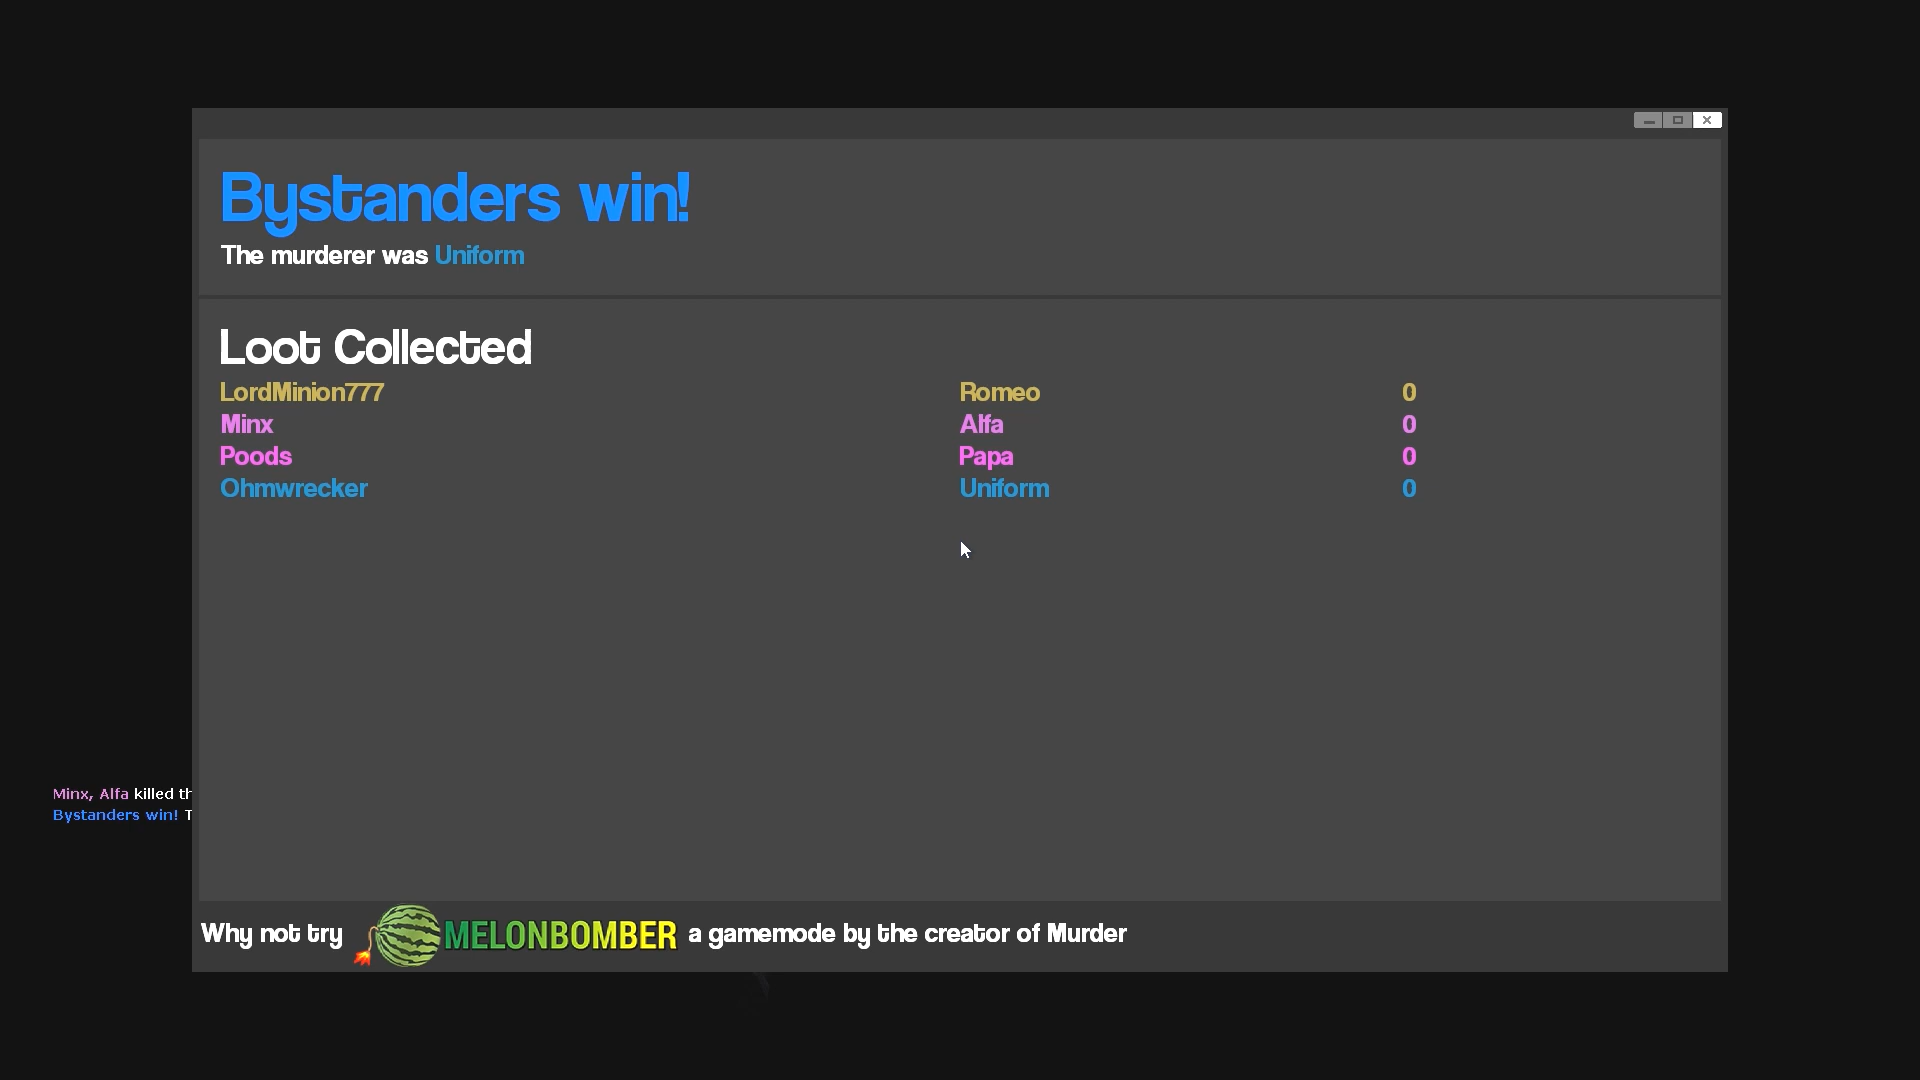 Bystanders win!
The murderer was Uniform
Loot Collected
LordMinion777 Romeo 0
Minx Alfa 0
Poods Papa 0
Ohmwrecker Uniform 0
Minx, Alfa killed th
Bystanders win! T
Why not try MELONBOMBER a gamemode by the creator of Murder